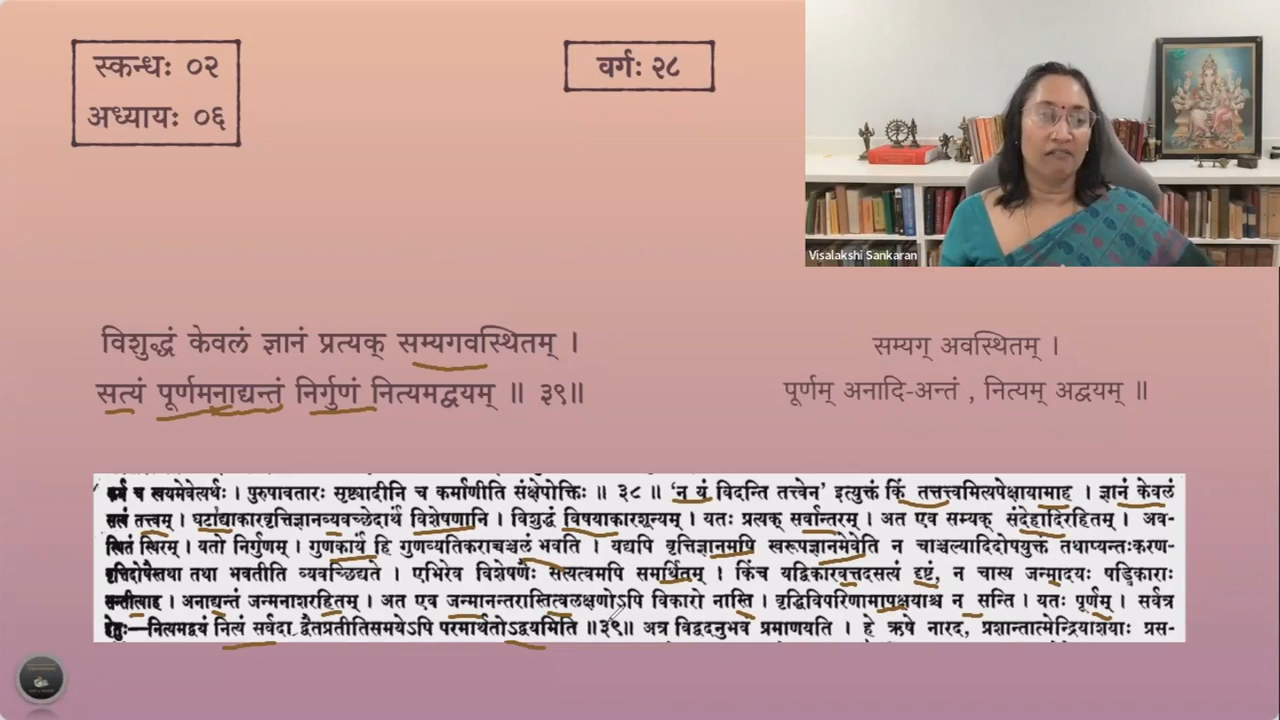 स्कन्धः ०२
अध्यायः ०६
वर्गः २८
Visalakshi Sankaran
विशुद्धं केवलं ज्ञानं प्रत्यक् सम्यगवस्थितम् ।
सत्यं पूर्णमनाद्यन्तं निर्गुणं नित्यमद्वयम् ॥ ३९॥
सम्यग् अवस्थितम् ।
पूर्णम् अनादि-अन्तं , नित्यम् अद्वयम् ॥
च स्वयमेवेत्यर्थः । पुरुषावतारः सृष्ट्यादीनि च कर्माणीति संक्षेपोक्तिः ॥ ३८ ॥ ‘न यं विदन्ति तत्त्वेन’ इत्युक्तं किं तत्तत्त्वमित्यपेक्षायामाह । ज्ञानं केवलं
सत्यं तत्त्वम् । घटाद्याकारवृत्तिज्ञानव्यवच्छेदार्थं विशेषणानि । विशुद्धं विषयाकारशून्यम् । यतः प्रत्यक् सर्वान्तरम् । अत एव सम्यक् संदेहादिरहितम् । अव-
स्थितं स्थिरम् । यतो निर्गुणम् । गुणकार्यं हि गुणव्यतिकराच्चञ्चलं भवति । यद्यपि वृत्तिज्ञानमपि स्वरूपज्ञानमेवेति न चाञ्चल्यादिदोषयुक्तं तथाप्यन्तःकरण-
वृत्तिदोषैस्तथा तथा भवतीति व्यवच्छिद्यते । एभिरेव विशेषणैः सत्यत्वमपि समर्थितम् । किंच यद्विकारवत्तदसत्यं दृष्टं, न चास्य जन्मादयः षड्विकाराः
सन्तीत्याह । अनाद्यन्तं जन्मनाशरहितम् । अत एव जन्मानन्तरास्तित्वलक्षणोऽपि विकारो नास्ति । वृद्धिविपरिणामापक्षयाश्च न सन्ति । यतः पूर्णम् । सर्वत्र
हेतुः—नित्यमद्वयं नित्यं सर्वदा द्वैतप्रतीतिसमयेऽपि परमार्थतोऽद्वयमिति ॥३९॥ अत्र विद्वदनुभवं प्रमाणयति । हे ऋषे नारद, प्रशान्तात्मेन्द्रियाशयाः प्रस-